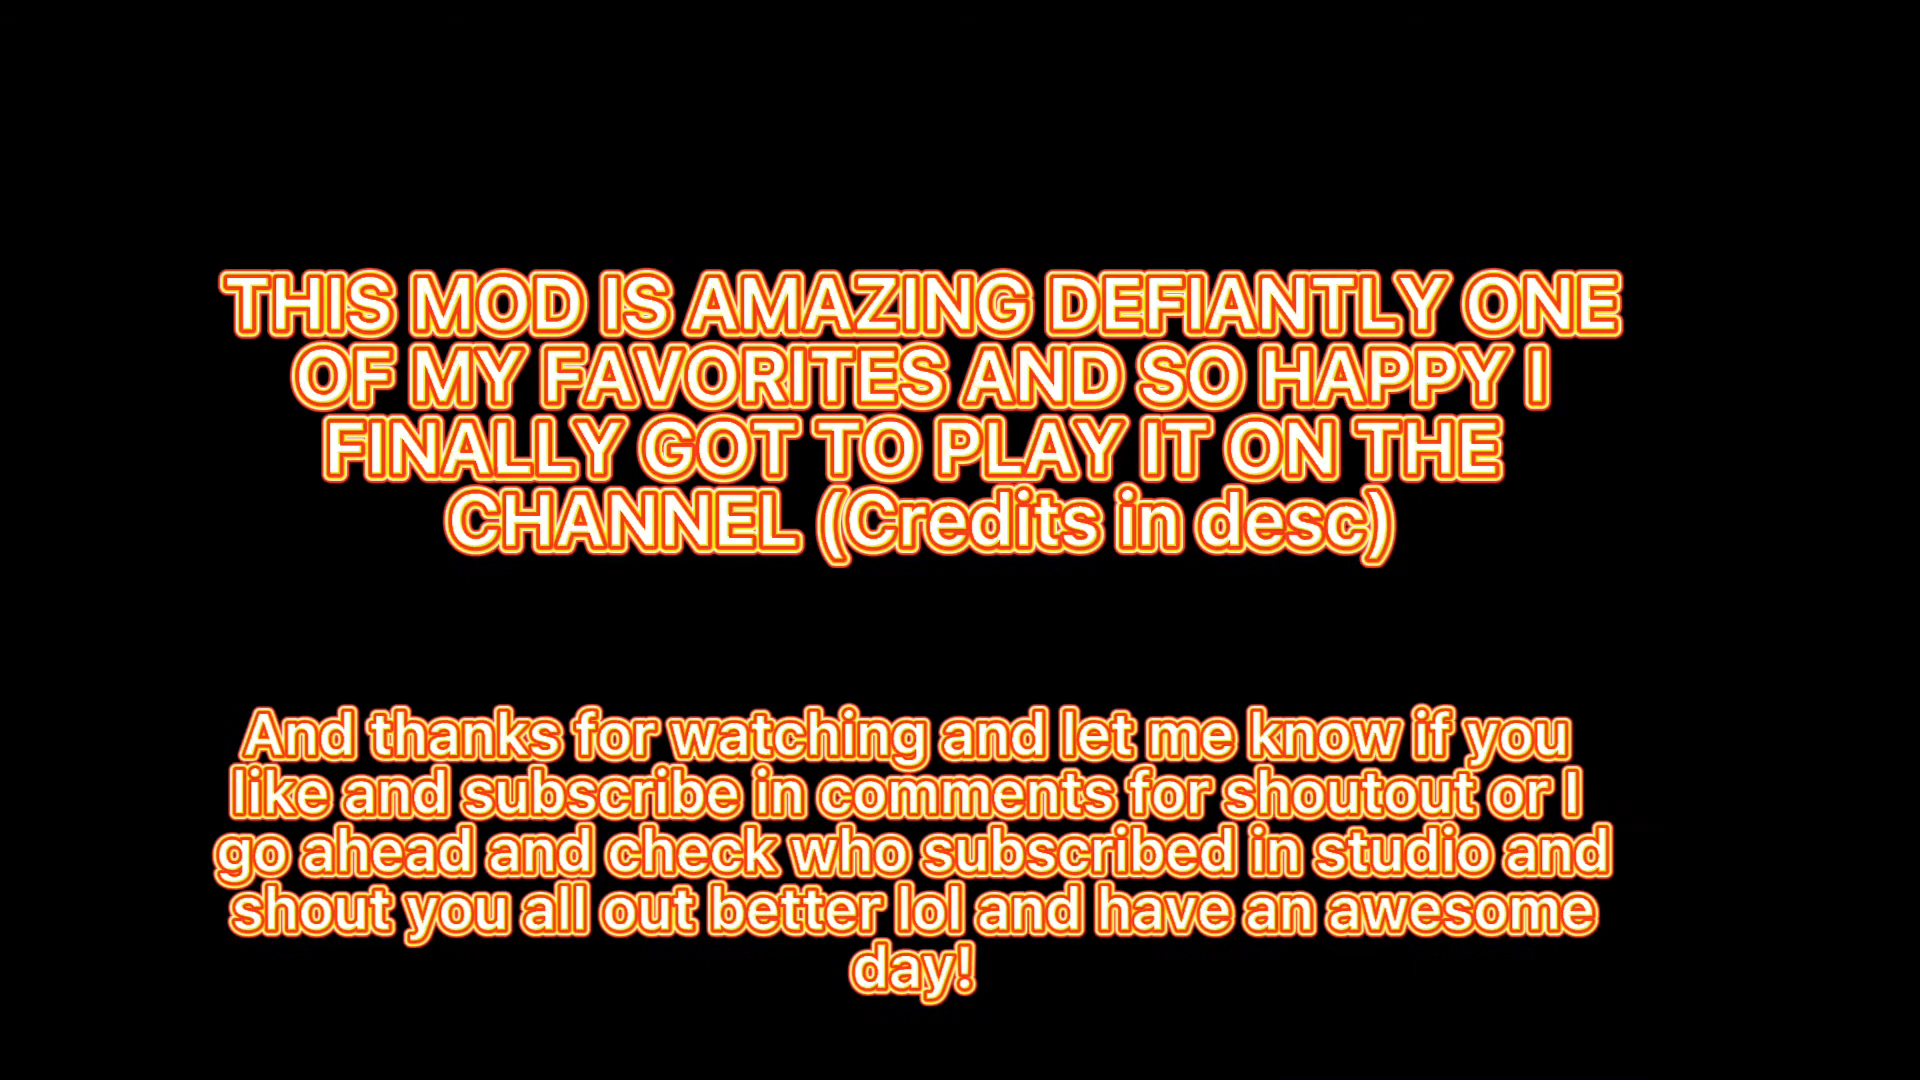 THIS MOD IS AMAZING DEFIANTLY ONE
OF MY FAVORITES AND SO HAPPY I
FINALLY GOT TO PLAY IT ON THE
CHANNEL (Credits in desc)
And thanks for watching and let me know if you
like and subscribe in comments for shoutout or I
go ahead and check who subscribed in studio and
shout you all out better lol and have an awesome
day!